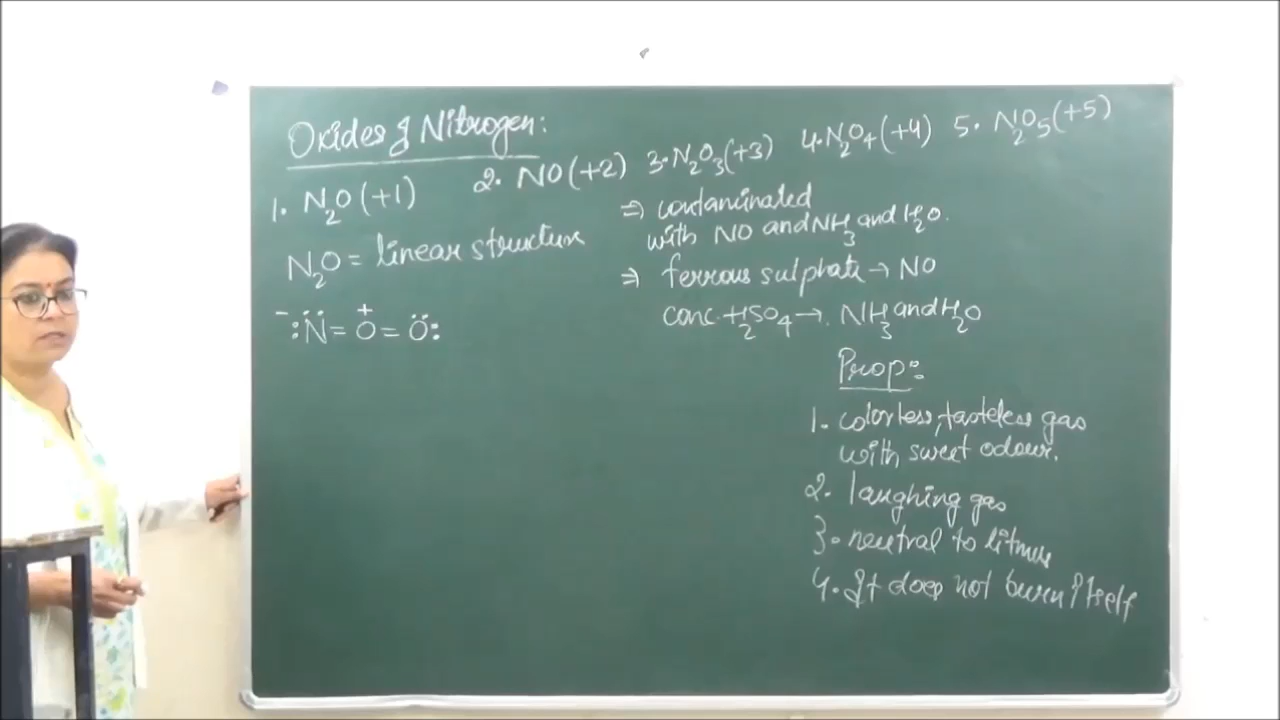 Oxides of Nitrogen:
1. N₂O (+1) 2. NO (+2) 3. N₂O₃ (+3) 4. N₂O₄ (+4) 5. N₂O₅ (+5)
N₂O = linear structure
⁻:N̈ = O⁺ = Ö:
⇒ contaminated
with NO and NH₃ and H₂O.
⇒ ferrous sulphate → NO
conc. H₂SO₄ → NH₃ and H₂O
Prop:
1. colorless, tasteless gas
with sweet odour.
2. laughing gas
3. neutral to litmus
4. It does not burn itself